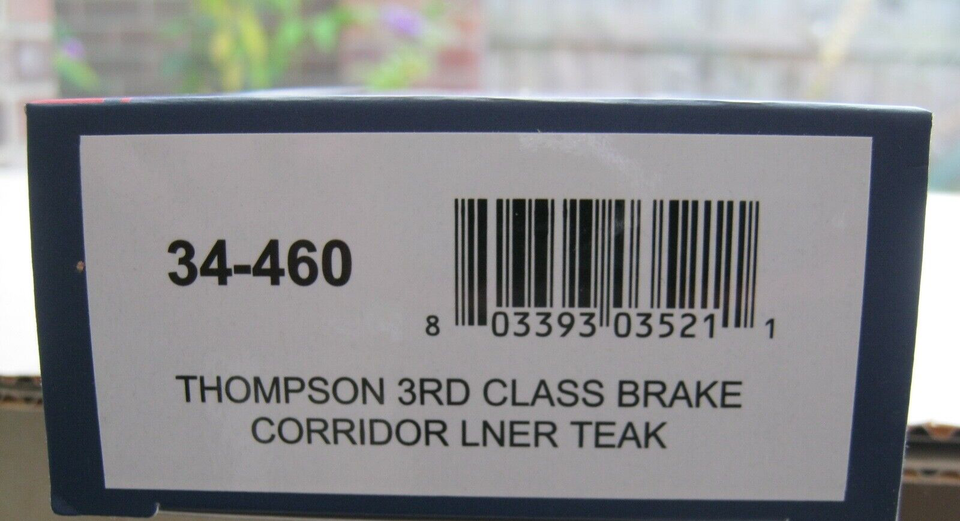 34-460
8 03393 03521 1
THOMPSON 3RD CLASS BRAKE
CORRIDOR LNER TEAK